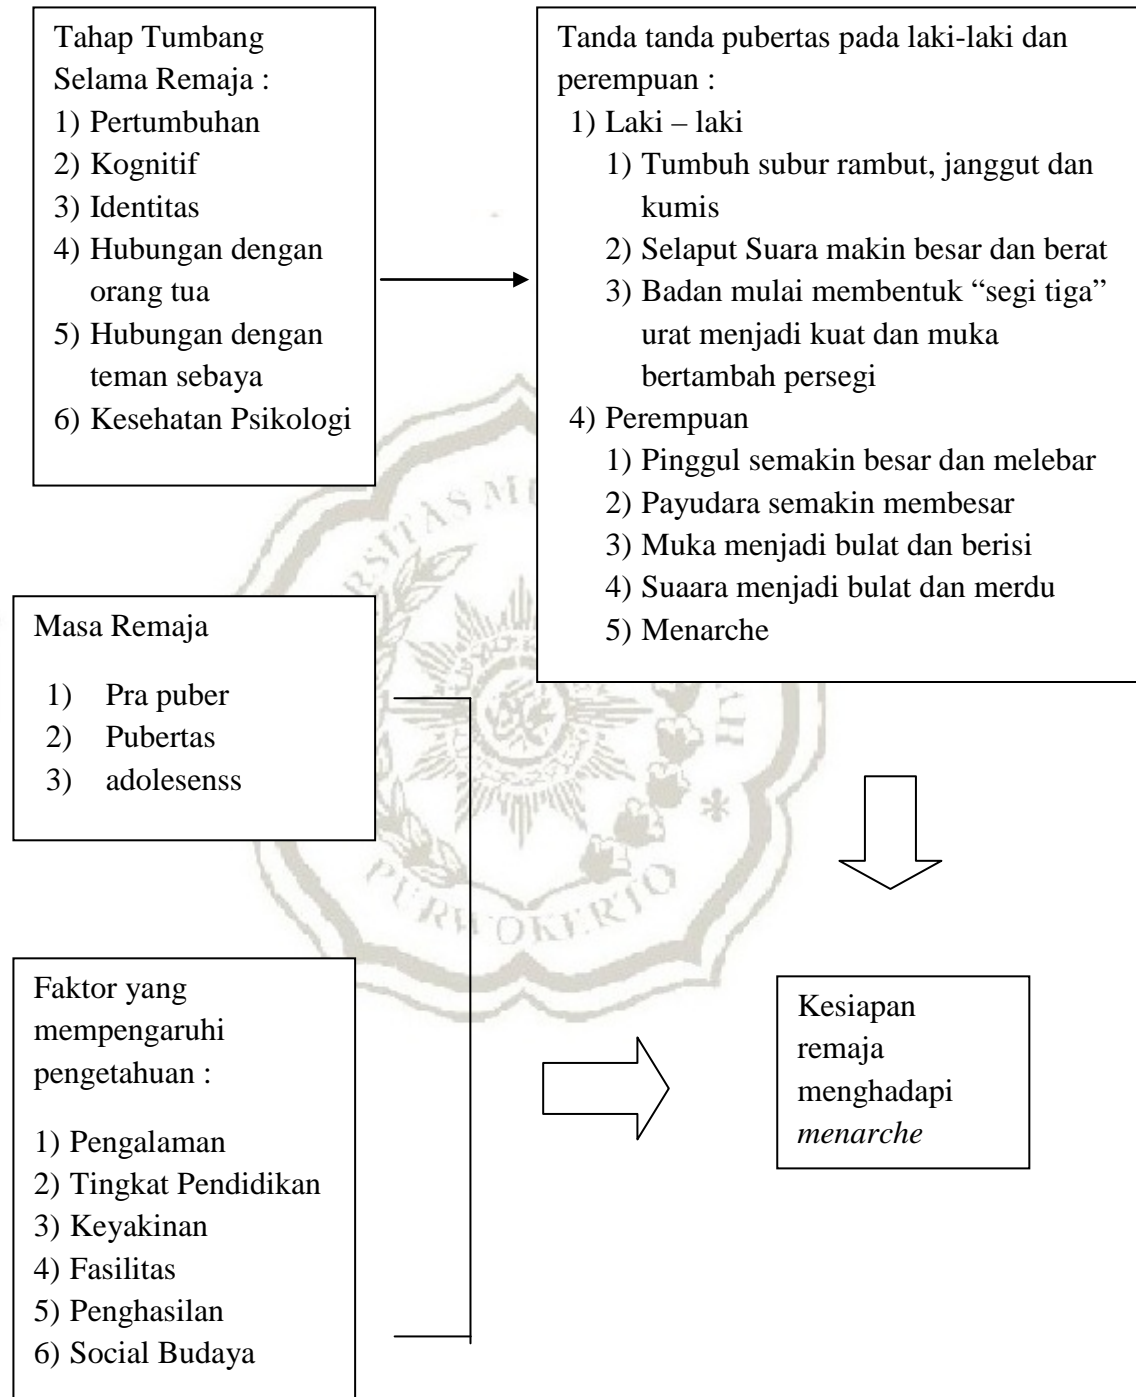 Tahap Tumbang
Selama Remaja :
1) Pertumbuhan
2) Kognitif
3) Identitas
4) Hubungan dengan
orang tua
5) Hubungan dengan
teman sebaya
6) Kesehatan Psikologi
Tanda tanda pubertas pada laki-laki dan
perempuan :
1) Laki – laki
1) Tumbuh subur rambut, janggut dan
kumis
2) Selaput Suara makin besar dan berat
3) Badan mulai membentuk “segi tiga”
urat menjadi kuat dan muka
bertambah persegi
4) Perempuan
1) Pinggul semakin besar dan melebar
2) Payudara semakin membesar
3) Muka menjadi bulat dan berisi
4) Suaara menjadi bulat dan merdu
5) Menarche
Masa Remaja
1) Pra puber
2) Pubertas
3) adolesenss
Faktor yang
mempengaruhi
pengetahuan :
1) Pengalaman
2) Tingkat Pendidikan
3) Keyakinan
4) Fasilitas
5) Penghasilan
6) Social Budaya
Kesiapan
remaja
menghadapi
menarche
PURWOKERTO